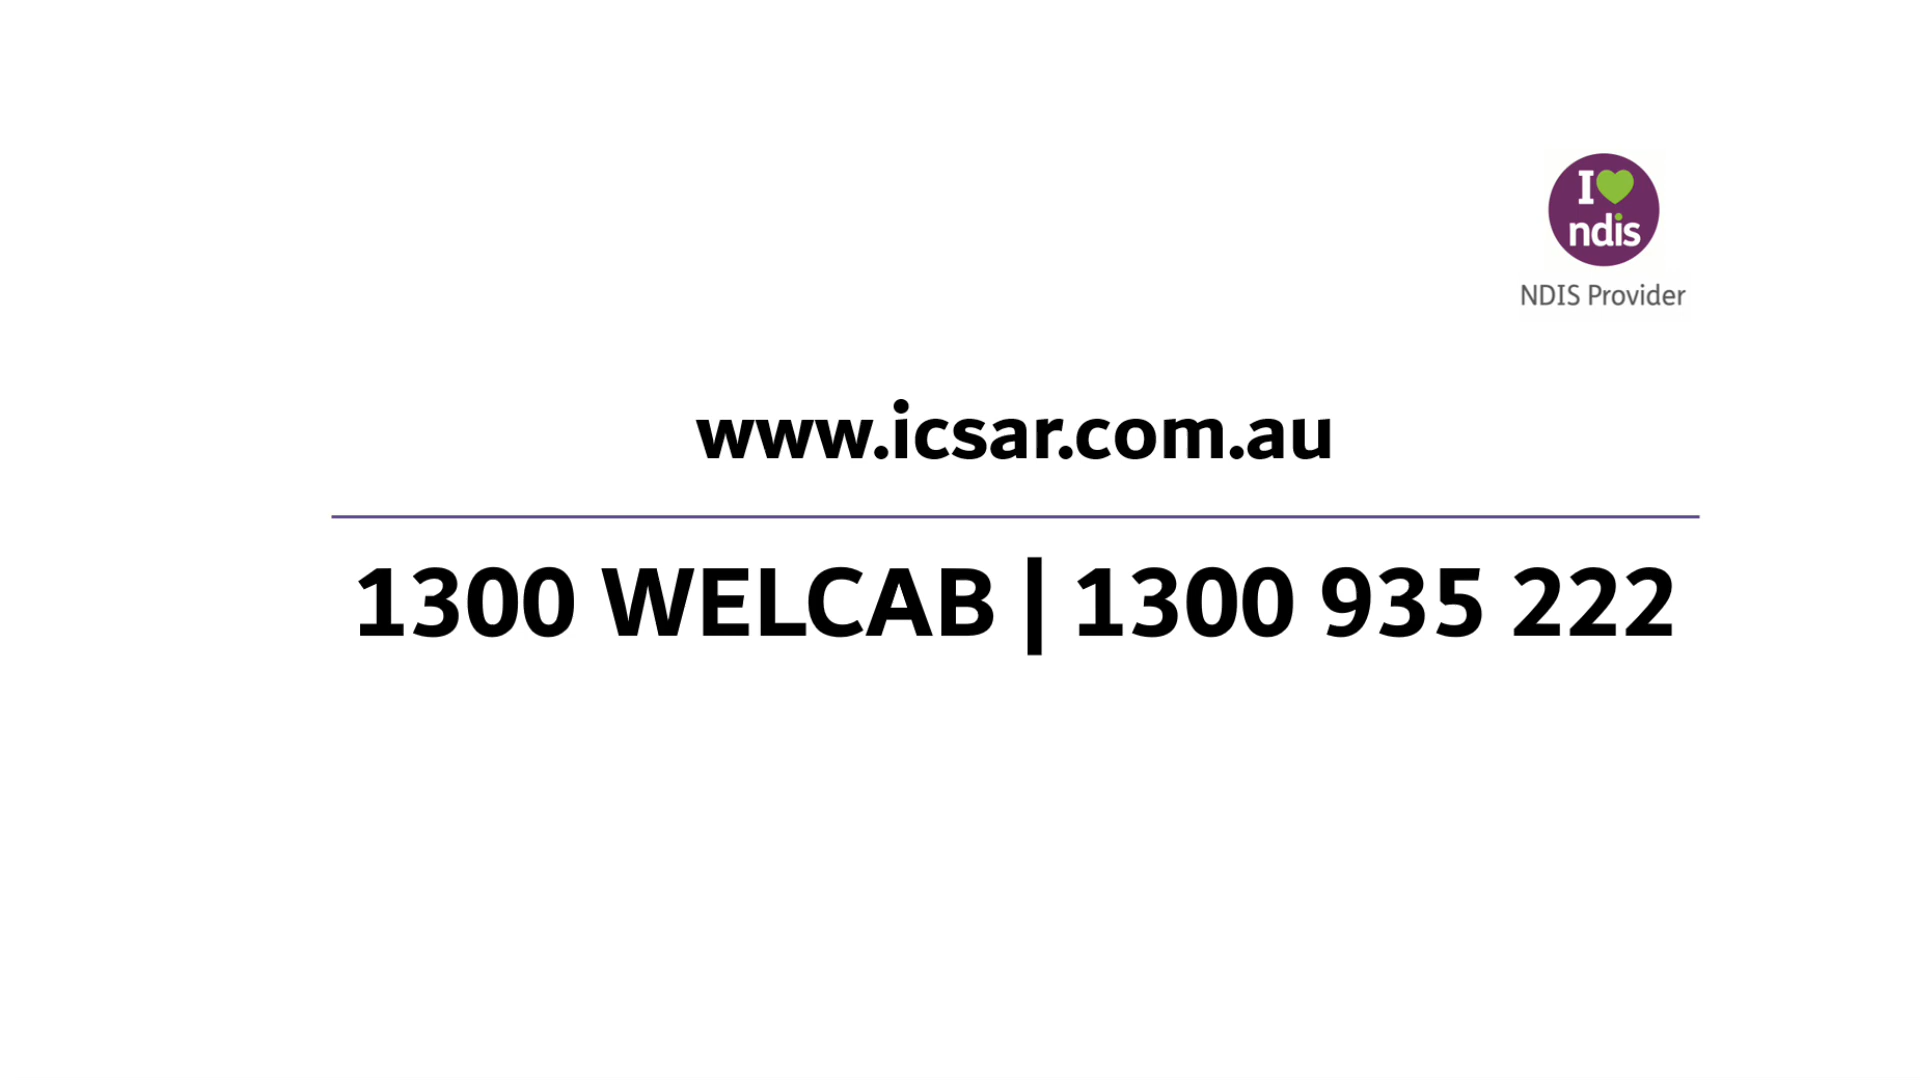 I
ndis
NDIS Provider
www.icsar.com.au
1300 WELCAB | 1300 935 222